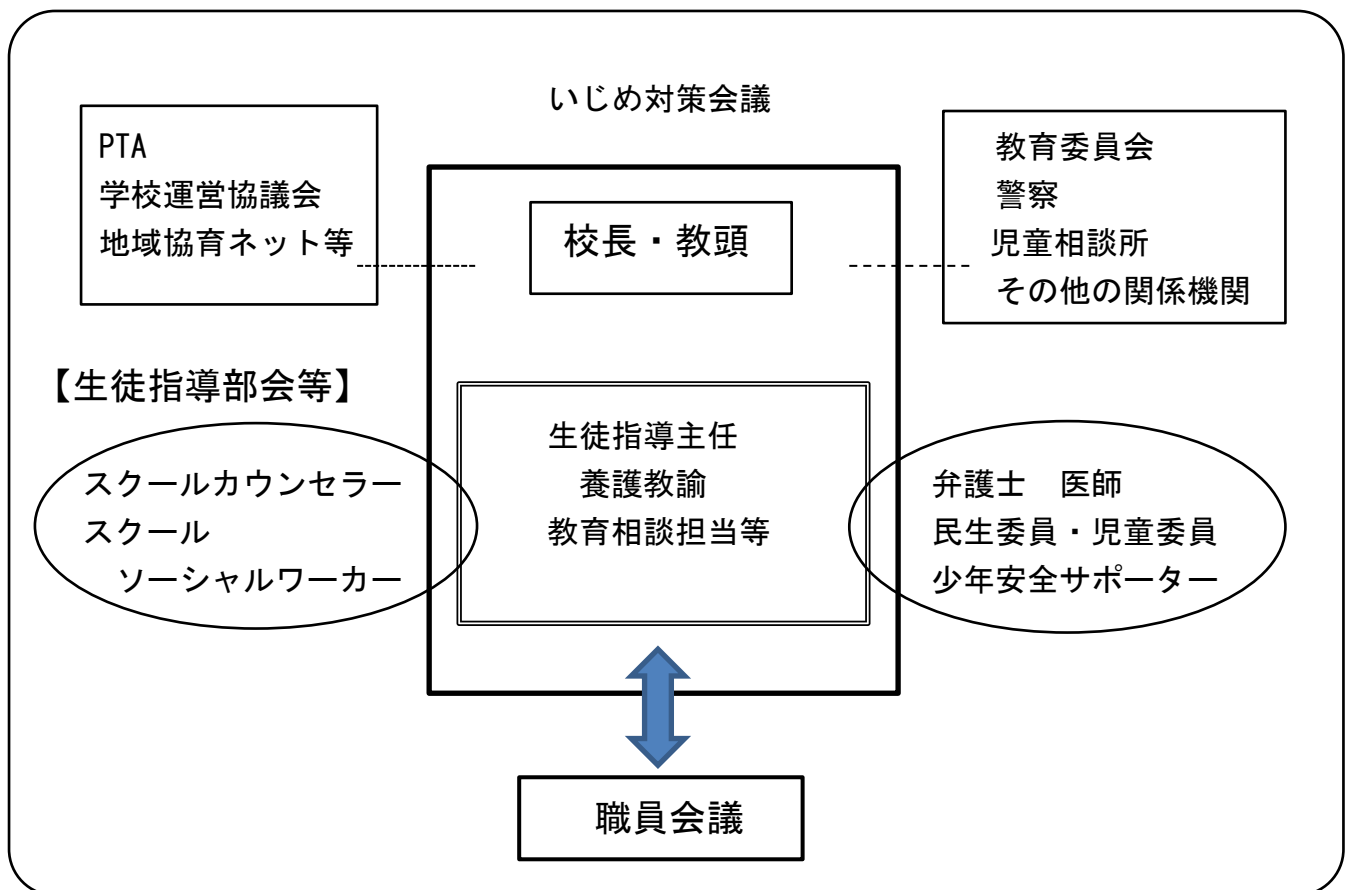 いじめ対策会議
PTA
学校運営協議会
地域協育ネット等
校長・教頭
教育委員会
警察
児童相談所
その他の関係機関
【生徒指導部会等】
スクールカウンセラー
スクール
ソーシャルワーカー
生徒指導主任
養護教諭
教育相談担当等
弁護士　医師
民生委員・児童委員
少年安全サポーター
職員会議